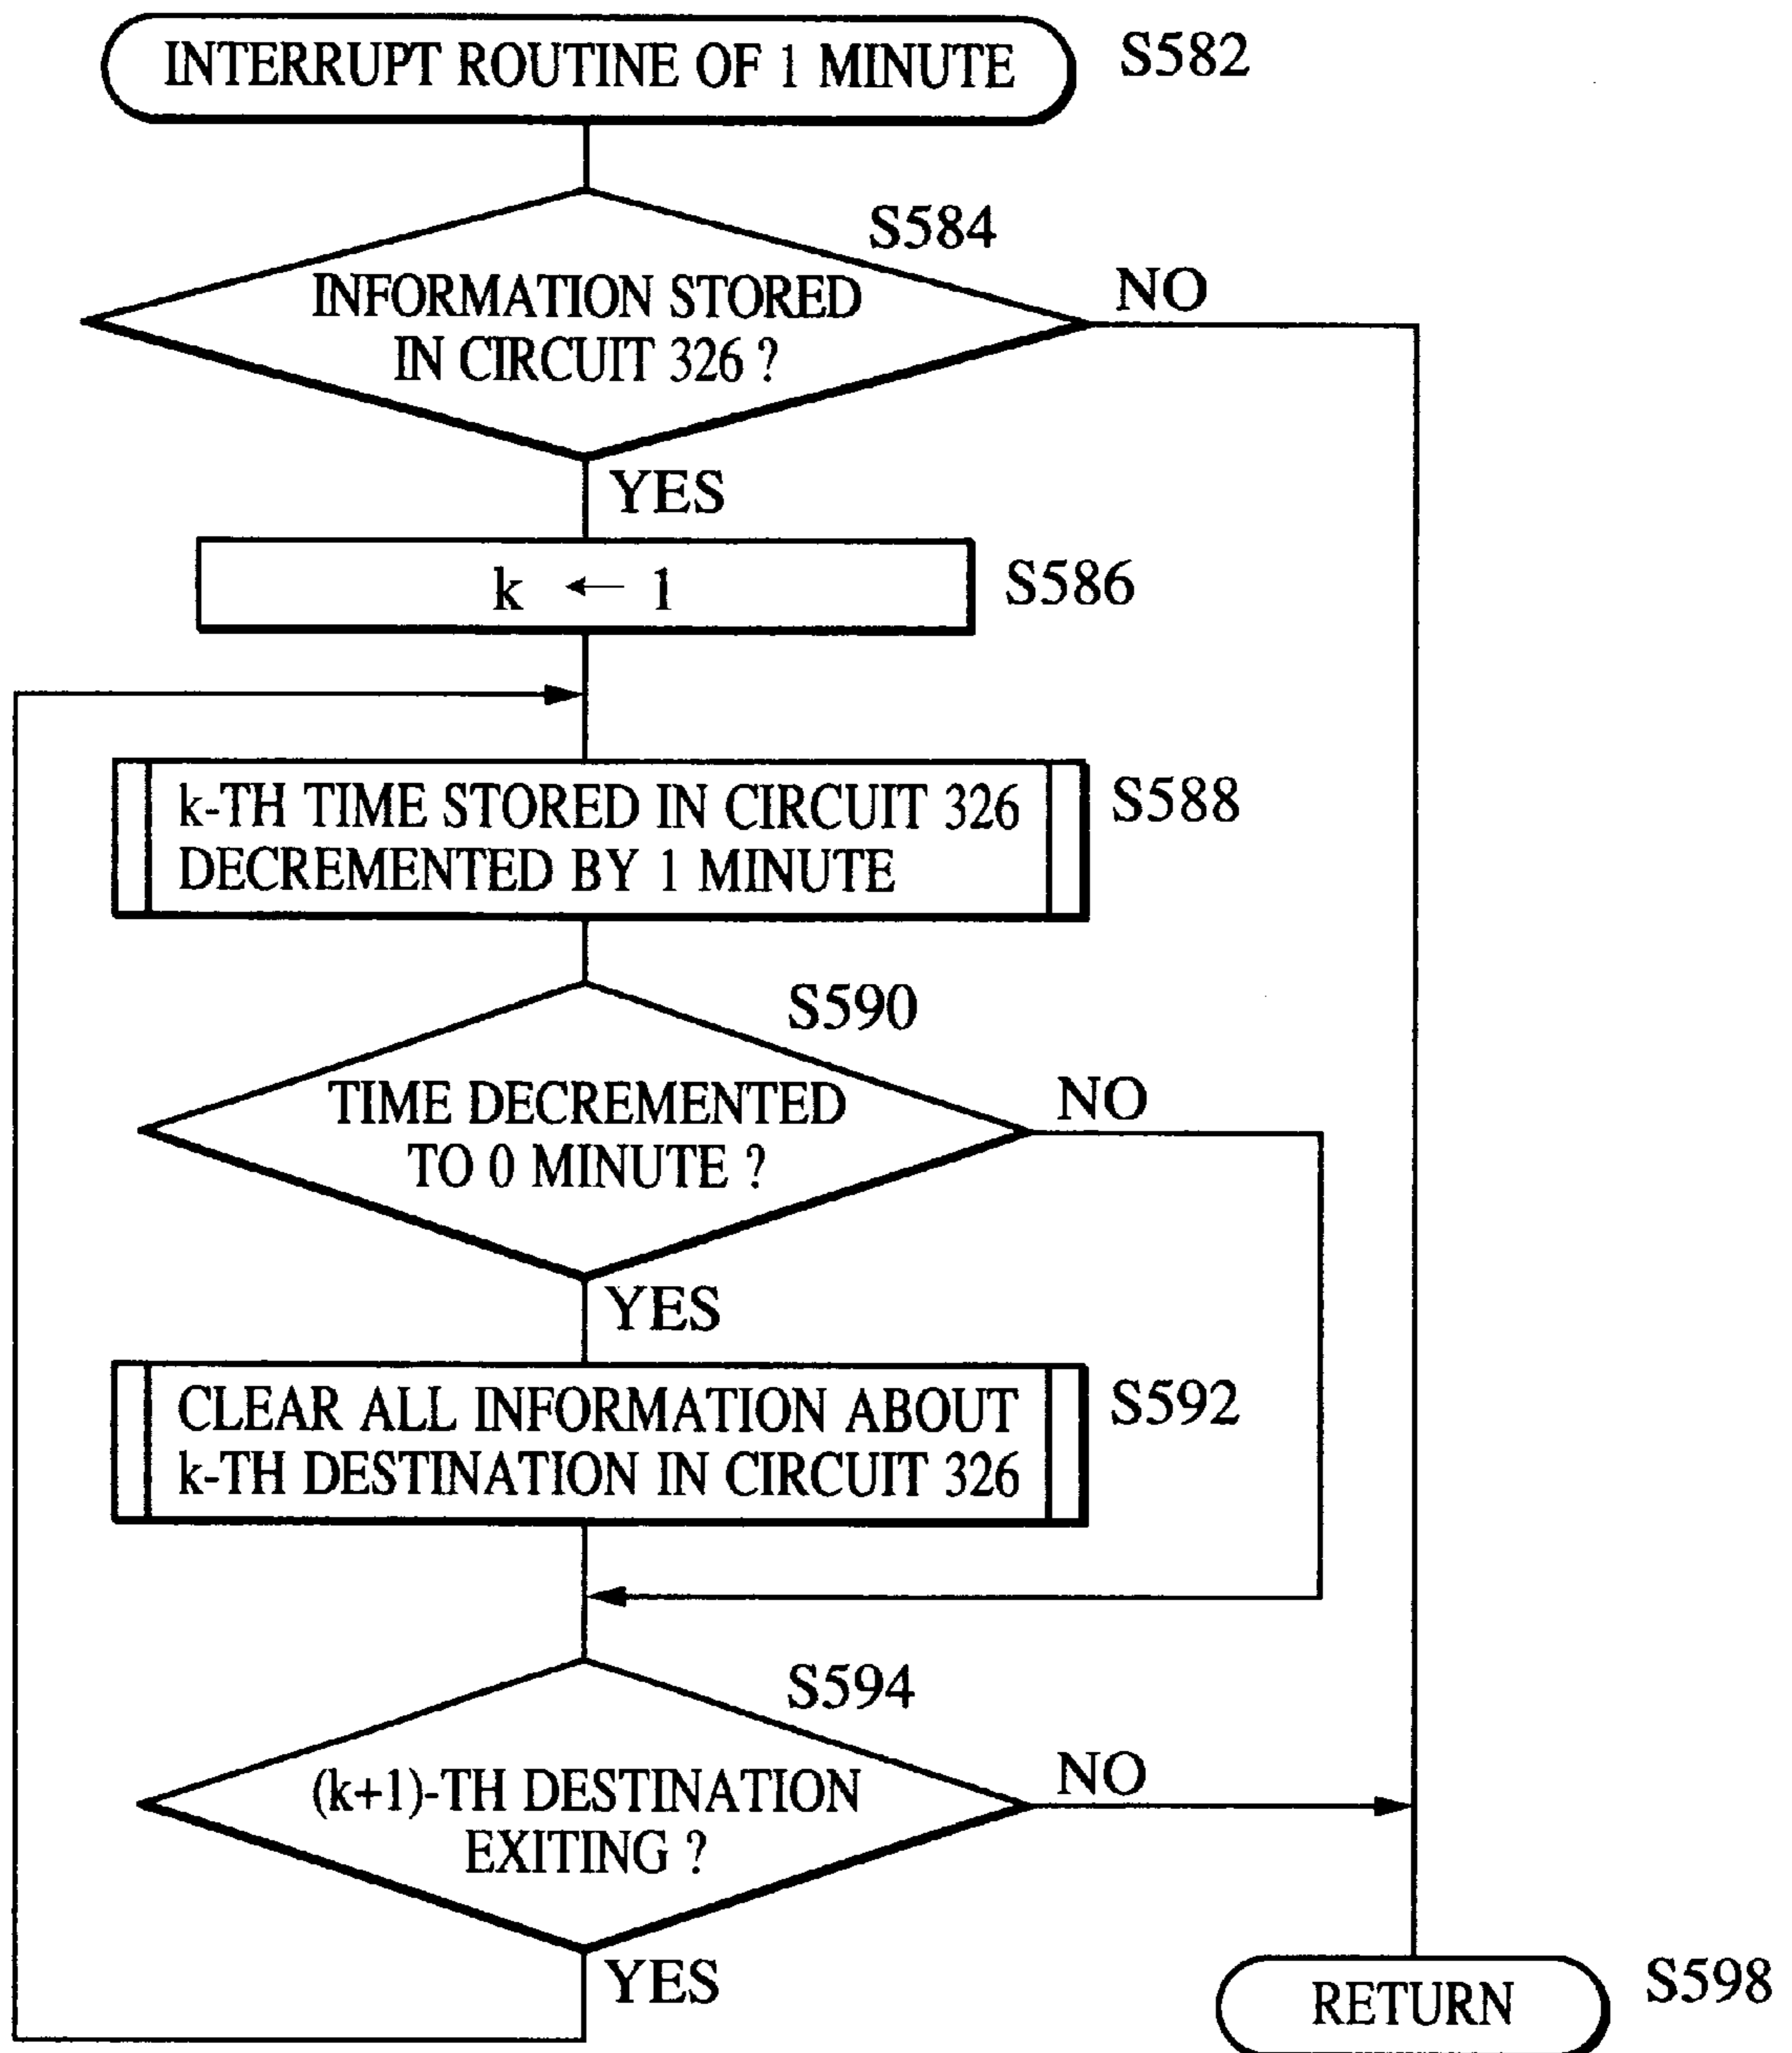 INTERRUPT ROUTINE OF 1 MINUTE
S582
S584
INFORMATION STORED
IN CIRCUIT 326 ?
NO
YES
k ← 1
S586
k-TH TIME STORED IN CIRCUIT 326
DECREMENTED BY 1 MINUTE
S588
S590
TIME DECREMENTED
TO 0 MINUTE ?
NO
YES
CLEAR ALL INFORMATION ABOUT
k-TH DESTINATION IN CIRCUIT 326
S592
S594
(k+1)-TH DESTINATION
EXITING ?
NO
YES
RETURN
S598